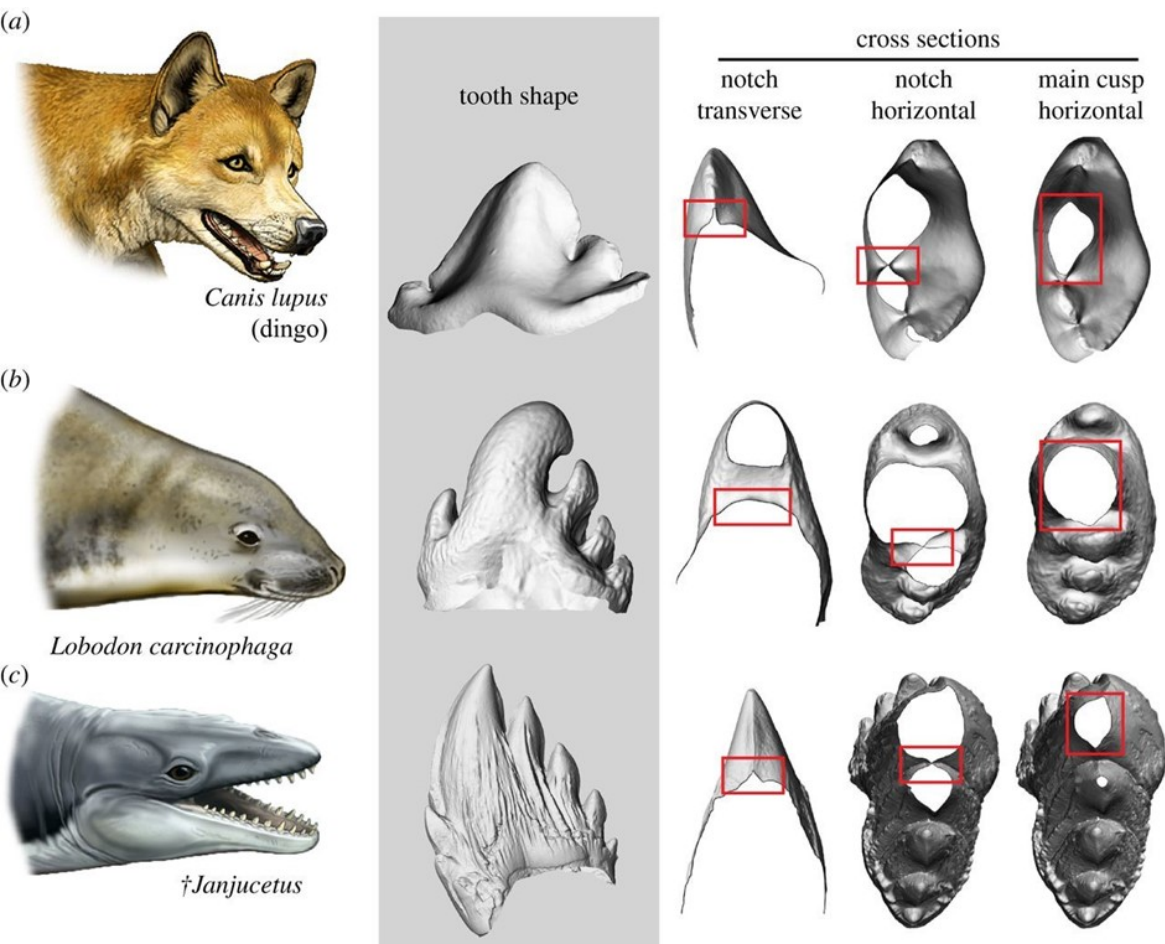 (a)
tooth shape
cross sections
notch
transverse
notch
horizontal
main cusp
horizontal
Canis lupus
(dingo)
(b)
Lobodon carcinophaga
(c)
†Janjucetus